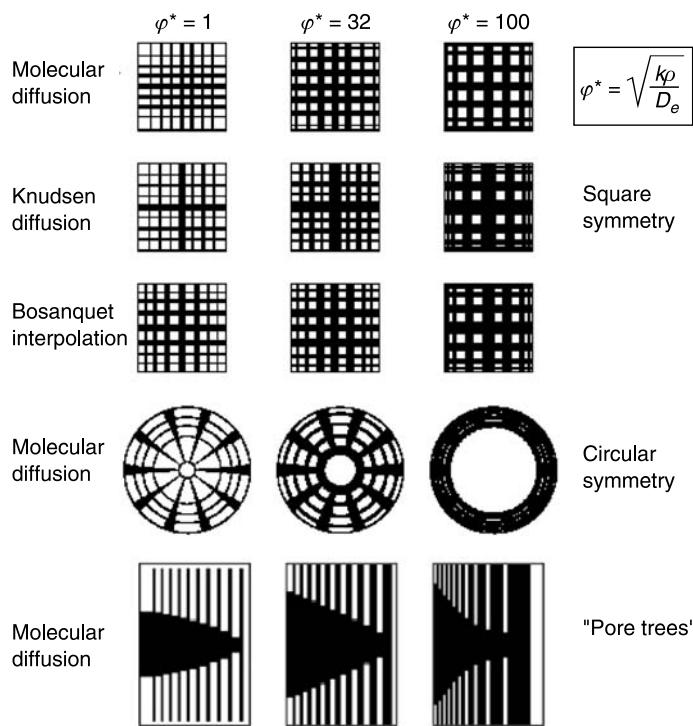 φ* = 1 φ* = 32 φ* = 100
Molecular
diffusion
φ* = √(kρ/Dₑ)
Knudsen
diffusion
Square
symmetry
Bosanquet
interpolation
Molecular
diffusion
Circular
symmetry
Molecular
diffusion
"Pore trees'